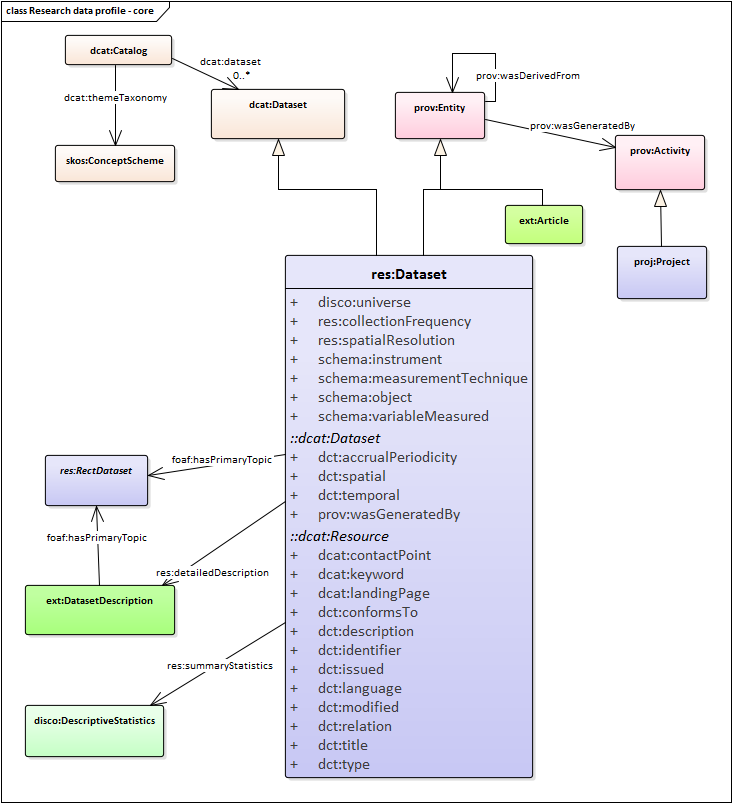 class Research data profile - core
dcat:Catalog
dcat:dataset
0..*
dcat:themeTaxonomy
dcat:Dataset
skos:ConceptScheme
prov:wasDerivedFrom
prov:Entity
prov:wasGeneratedBy
prov:Activity
ext:Article
proj:Project
res:Dataset
+ disco:universe
+ res:collectionFrequency
+ res:spatialResolution
+ schema:instrument
+ schema:measurementTechnique
+ schema:object
+ schema:variableMeasured
::dcat:Dataset
+ dct:accrualPeriodicity
+ dct:spatial
+ dct:temporal
+ prov:wasGeneratedBy
::dcat:Resource
+ dcat:contactPoint
+ dcat:keyword
+ dcat:landingPage
+ dct:conformsTo
+ dct:description
+ dct:identifier
+ dct:issued
+ dct:language
+ dct:modified
+ dct:relation
+ dct:title
+ dct:type
foaf:hasPrimaryTopic
res:RectDataset
foaf:hasPrimaryTopic
res:detailedDescription
ext:DatasetDescription
res:summaryStatistics
disco:DescriptiveStatistics